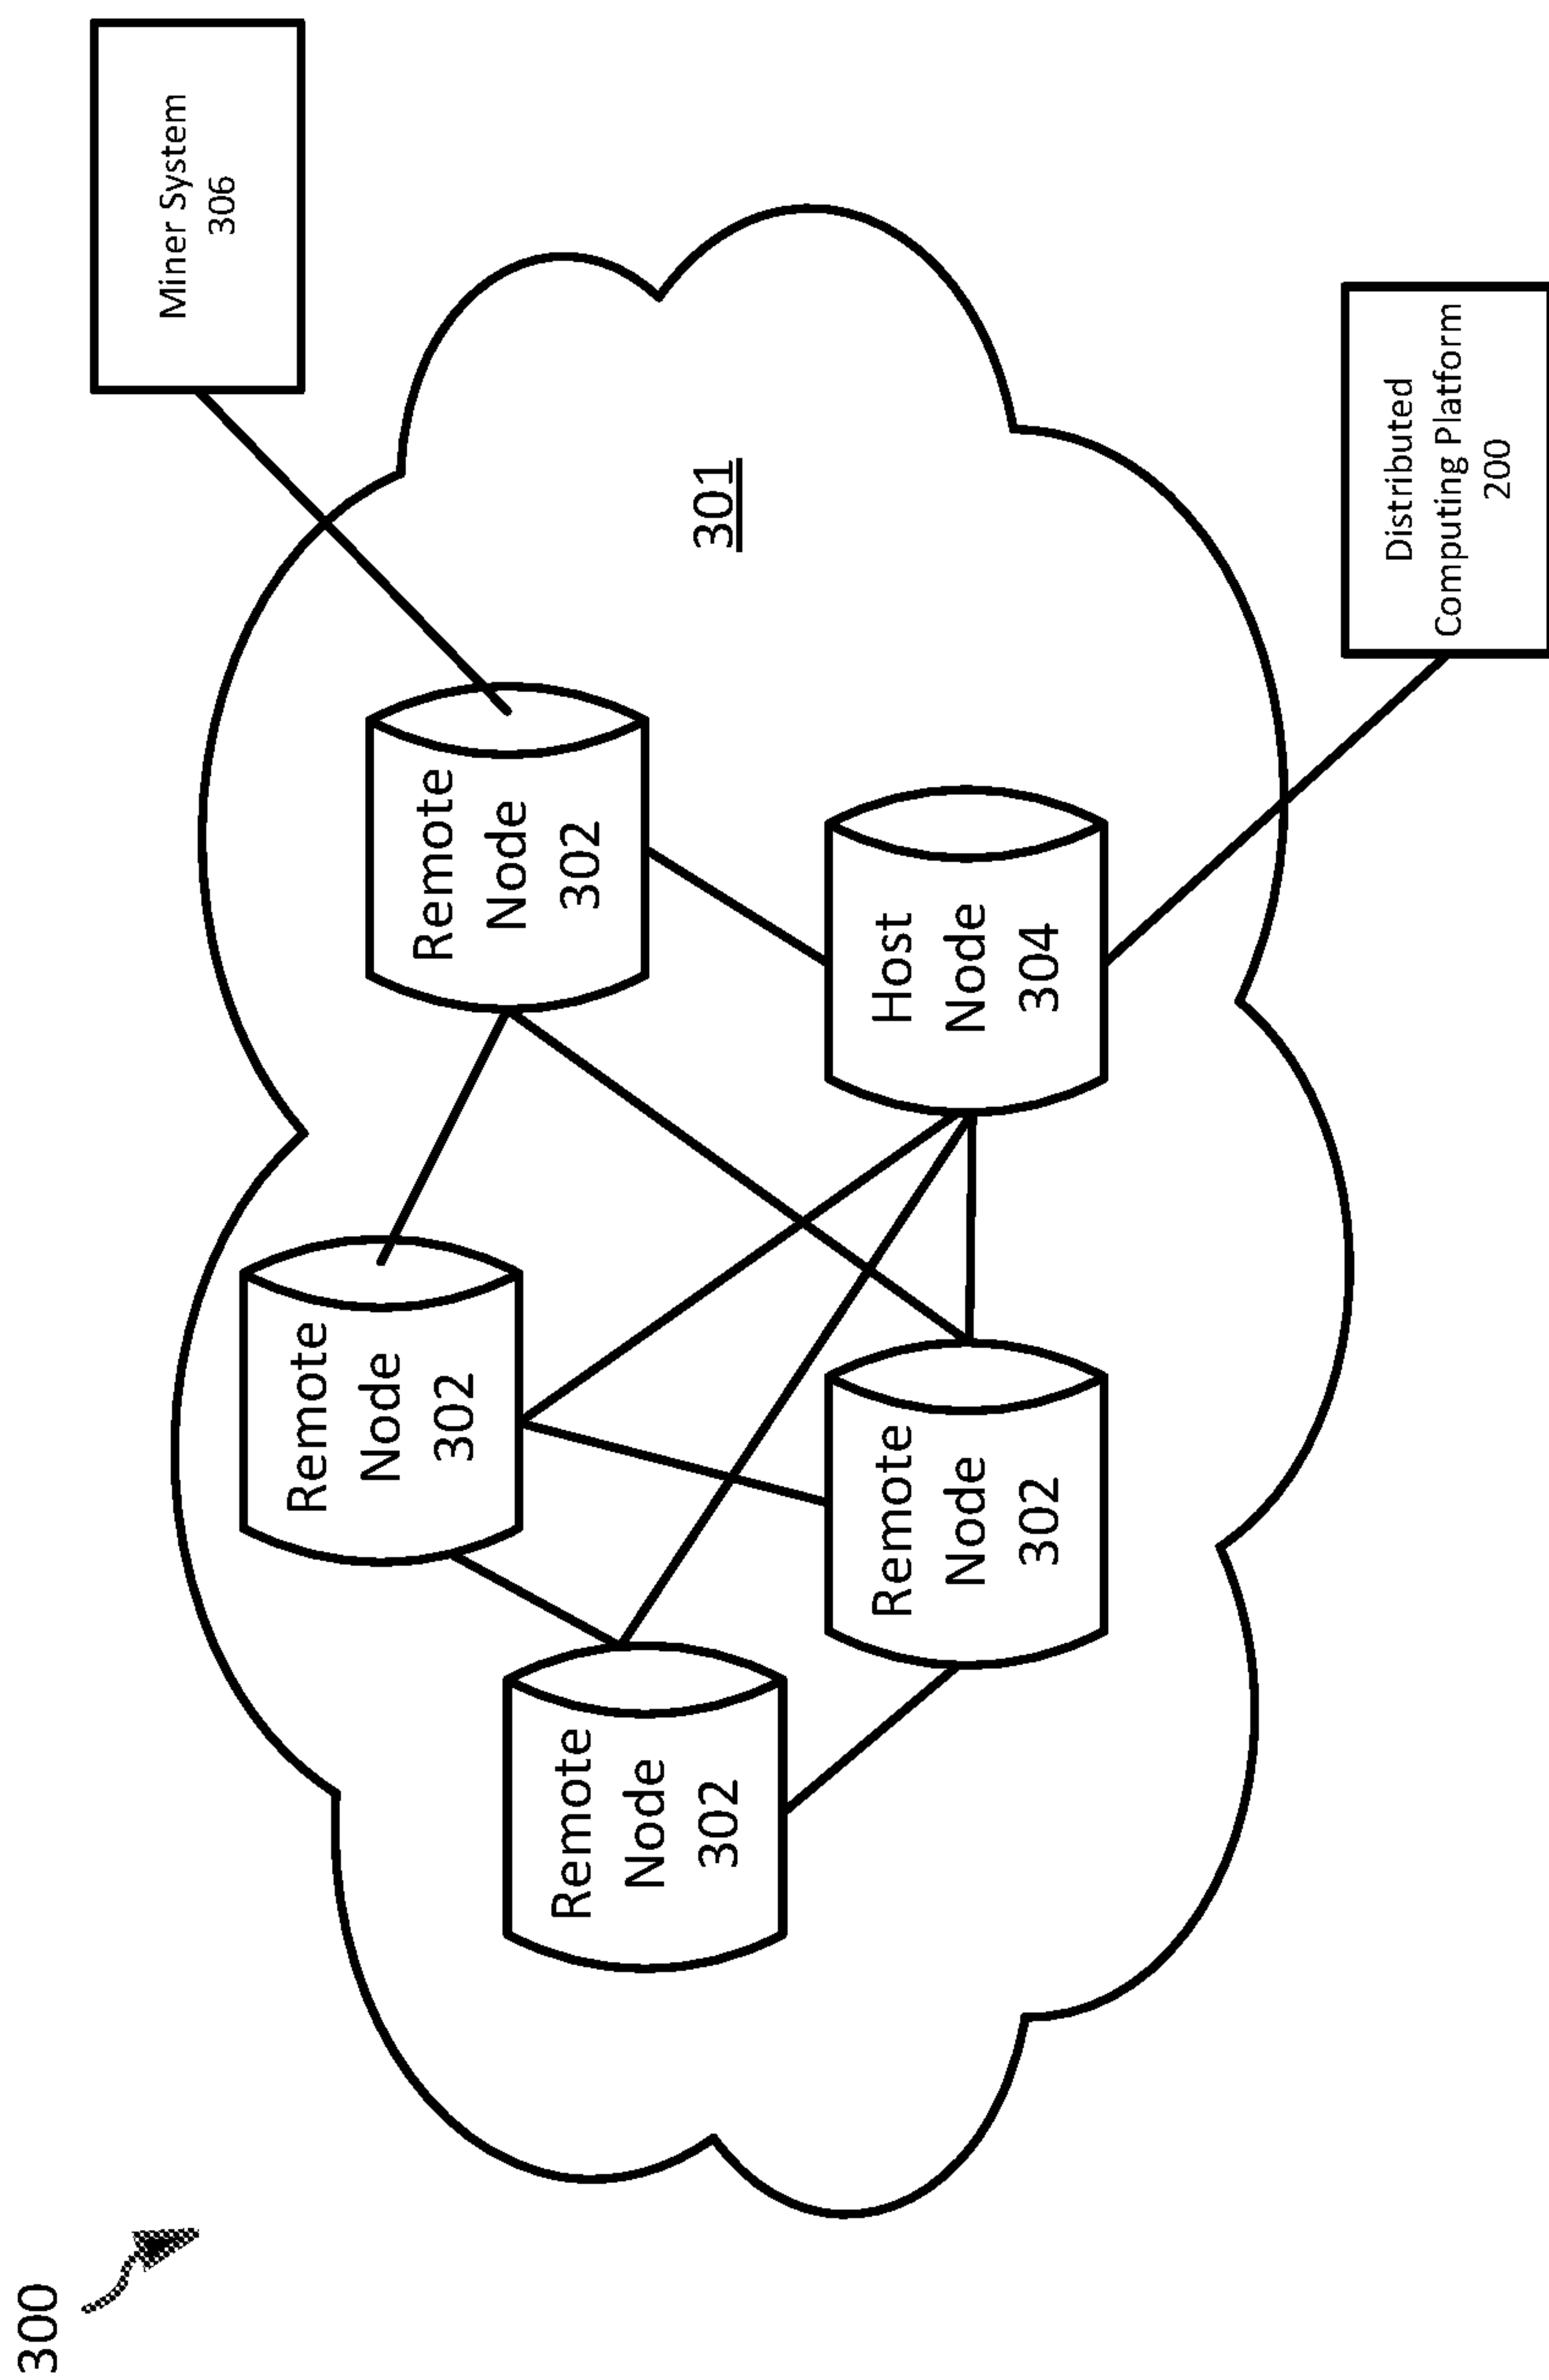 300
Miner System
306
Remote
Node
302
Remote
Node
302
301
Remote
Node
302
Remote
Node
302
Host
Node
304
Distributed
Computing Platform
200